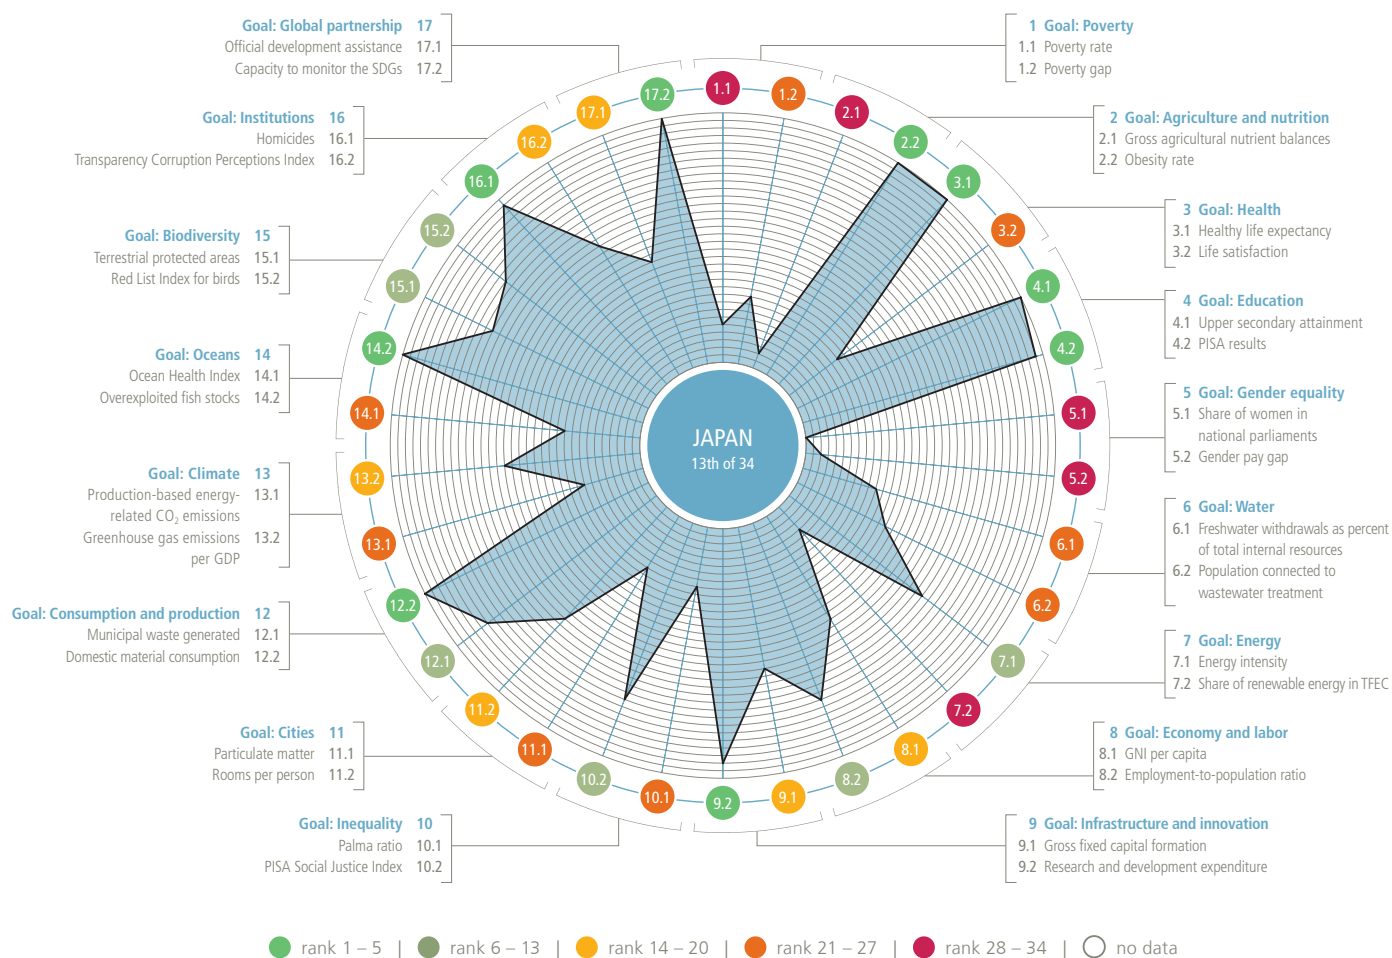 Goal: Global partnership 17
Official development assistance 17.1
Capacity to monitor the SDGs 17.2
1 Goal: Poverty
1.1 Poverty rate
1.2 Poverty gap
Goal: Institutions 16
Homicides 16.1
Transparency Corruption Perceptions Index 16.2
2 Goal: Agriculture and nutrition
2.1 Gross agricultural nutrient balances
2.2 Obesity rate
Goal: Biodiversity 15
Terrestrial protected areas 15.1
Red List Index for birds 15.2
3 Goal: Health
3.1 Healthy life expectancy
3.2 Life satisfaction
Goal: Oceans 14
Ocean Health Index 14.1
Overexploited fish stocks 14.2
4 Goal: Education
4.1 Upper secondary attainment
4.2 PISA results
Goal: Climate 13
Production-based energy- 13.1
related CO₂ emissions
Greenhouse gas emissions 13.2
per GDP
5 Goal: Gender equality
5.1 Share of women in
national parliaments
5.2 Gender pay gap
Goal: Consumption and production 12
Municipal waste generated 12.1
Domestic material consumption 12.2
6 Goal: Water
6.1 Freshwater withdrawals as percent
of total internal resources
6.2 Population connected to
wastewater treatment
7 Goal: Energy
7.1 Energy intensity
7.2 Share of renewable energy in TFEC
Goal: Cities 11
Particulate matter 11.1
Rooms per person 11.2
8 Goal: Economy and labor
8.1 GNI per capita
8.2 Employment-to-population ratio
Goal: Inequality 10
Palma ratio 10.1
PISA Social Justice Index 10.2
9 Goal: Infrastructure and innovation
9.1 Gross fixed capital formation
9.2 Research and development expenditure
1.1
1.2
2.1
2.2
3.1
3.2
4.1
4.2
5.1
5.2
6.1
6.2
7.1
7.2
8.1
8.2
9.1
9.2
10.1
10.2
11.1
11.2
12.1
12.2
13.1
13.2
14.1
14.2
15.1
15.2
16.1
16.2
17.1
17.2
JAPAN
13th of 34
rank 1 – 5 | rank 6 – 13 | rank 14 – 20 | rank 21 – 27 | rank 28 – 34 | no data